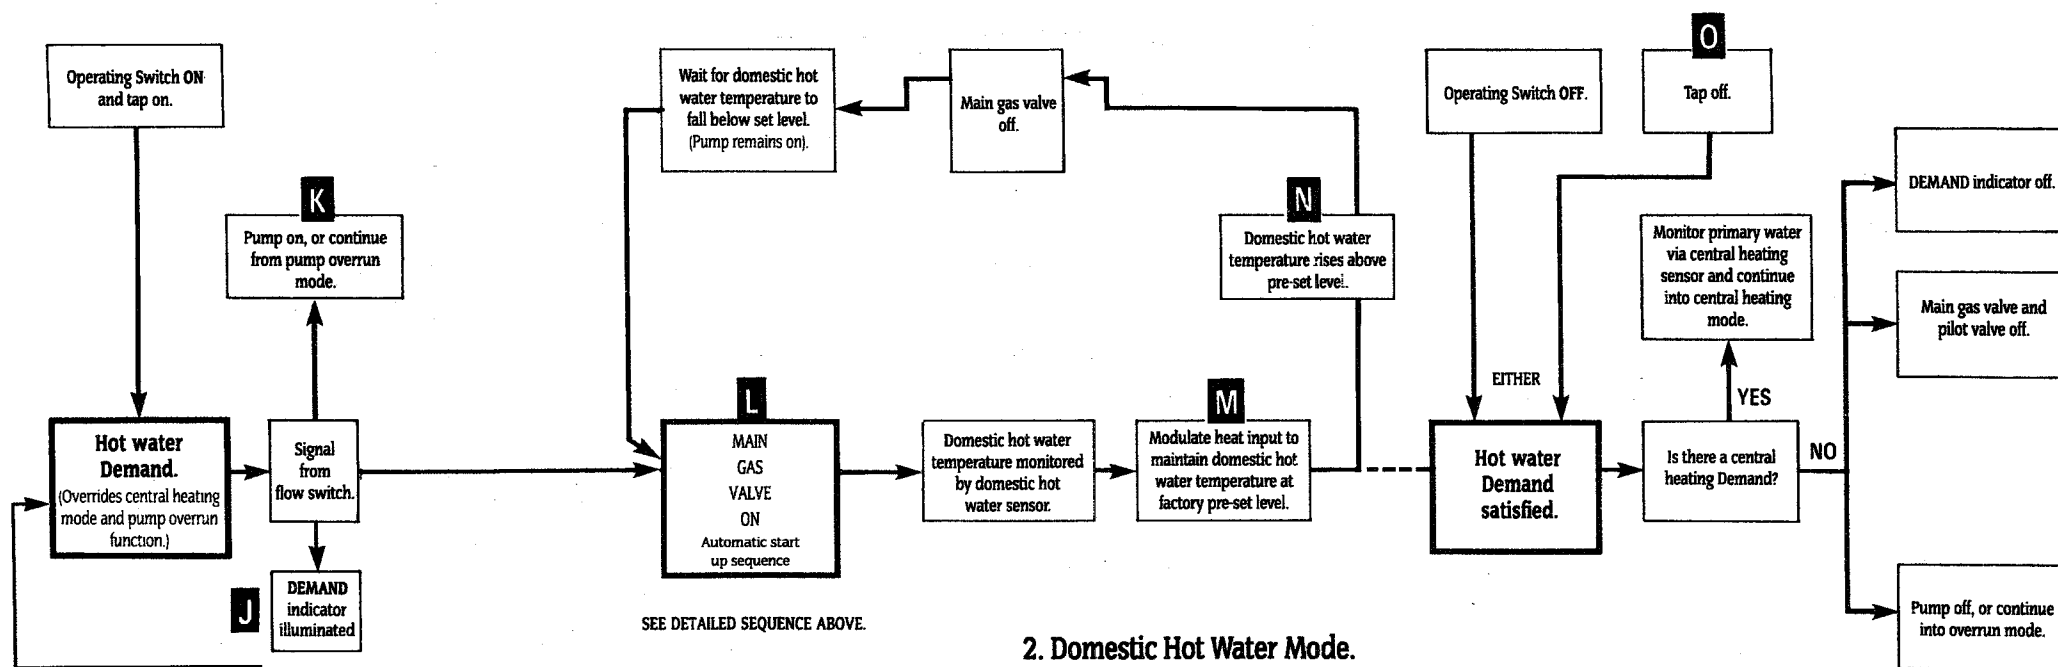 Operating Switch ON
and tap on.
K
Pump on, or continue
from pump overrun
mode.
Hot water
Demand.
(Overrides central heating
mode and pump overrun
function.)
Signal
from
flow switch.
J
DEMAND
indicator
illuminated
Wait for domestic hot
water temperature to
fall below set level.
(Pump remains on).
Main gas valve
off.
L
MAIN
GAS
VALVE
ON
Automatic start
up sequence
SEE DETAILED SEQUENCE ABOVE.
Domestic hot water
temperature monitored
by domestic hot
water sensor.
M
Modulate heat input to
maintain domestic hot
water temperature at
factory pre-set level.
N
Domestic hot water
temperature rises above
pre-set level.
Operating Switch OFF.
O
Tap off.
EITHER
Hot water
Demand
satisfied.
Monitor primary water
via central heating
sensor and continue
into central heating
mode.
YES
Is there a central
heating Demand?
NO
DEMAND indicator off.
Main gas valve and
pilot valve off.
Pump off, or continue
into overrun mode.
2. Domestic Hot Water Mode.